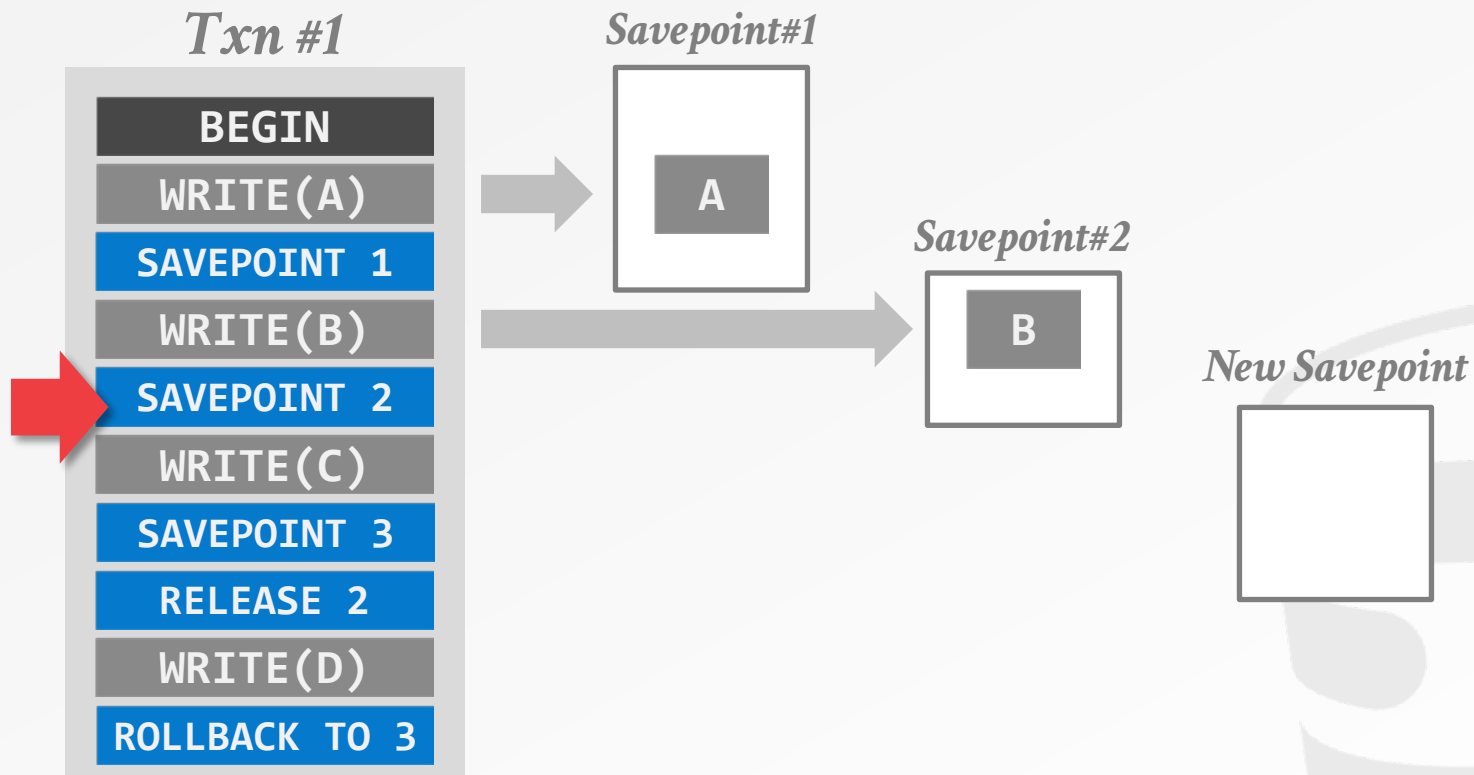 Txn #1
BEGIN
WRITE(A)
SAVEPOINT 1
WRITE(B)
SAVEPOINT 2
WRITE(C)
SAVEPOINT 3
RELEASE 2
WRITE(D)
ROLLBACK TO 3
Savepoint#1
A
Savepoint#2
B
New Savepoint